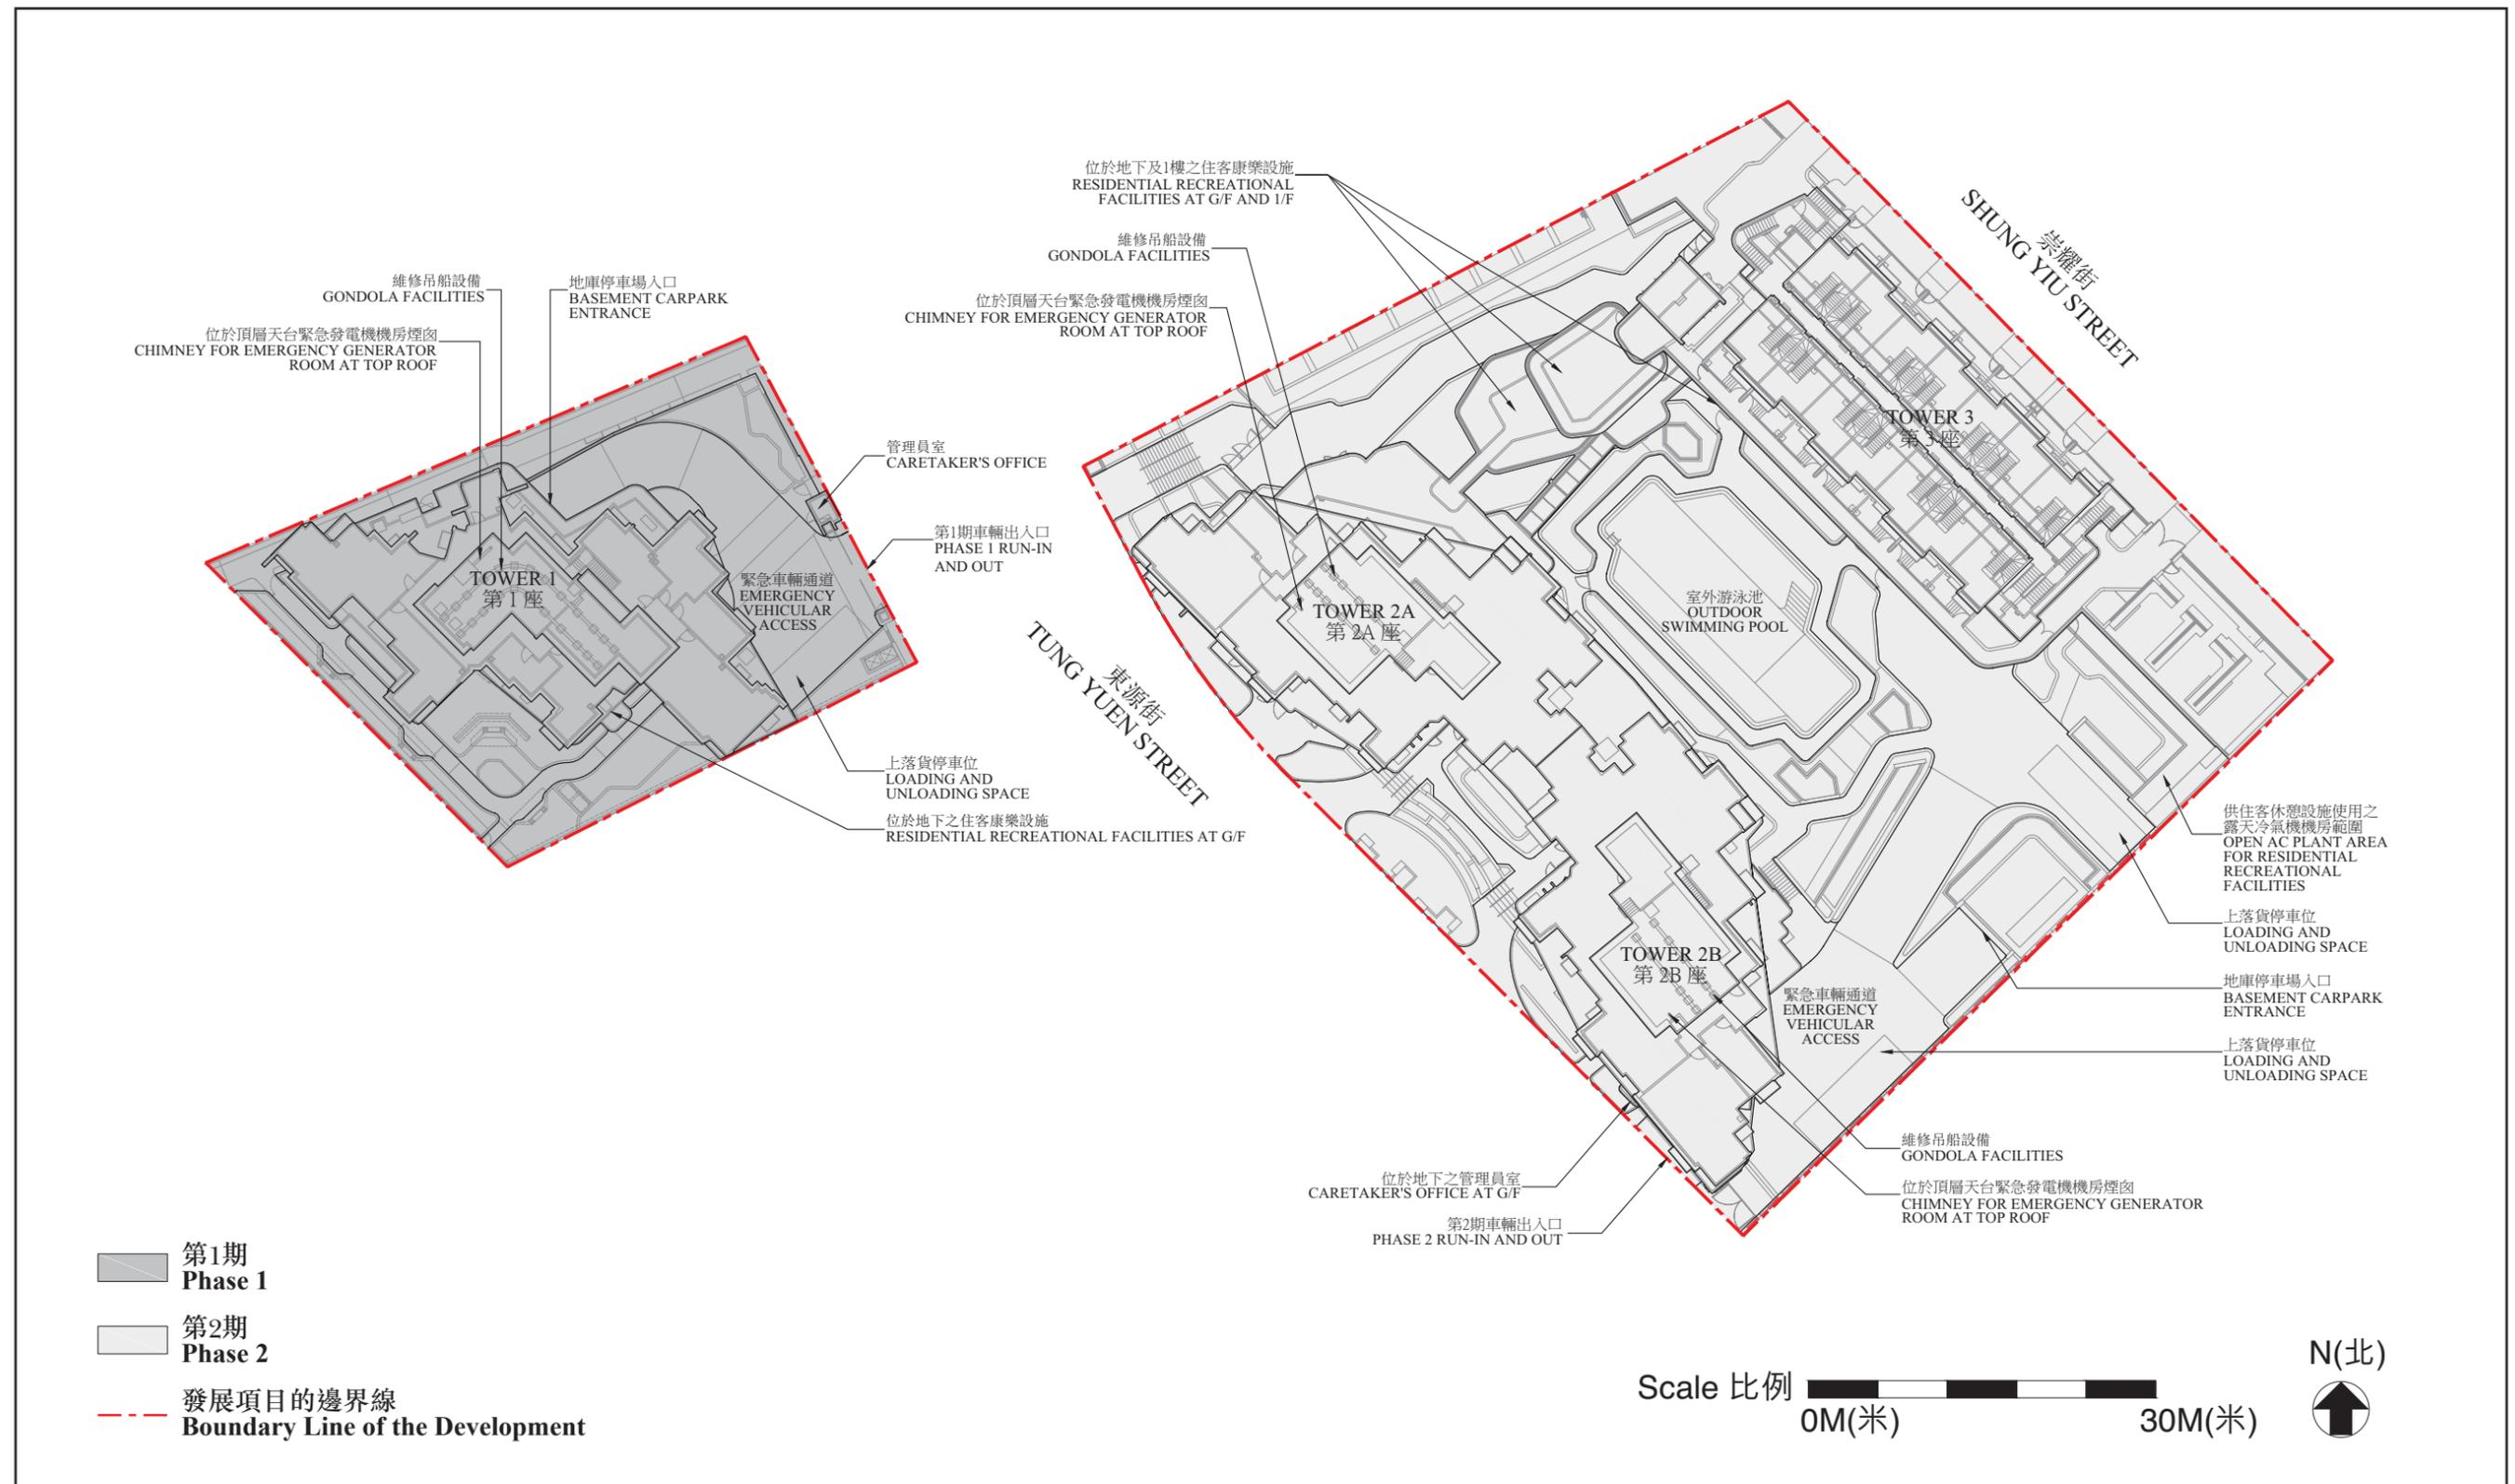 位於地下及1樓之住客康樂設施
RESIDENTIAL RECREATIONAL
FACILITIES AT G/F AND 1/F
維修吊船設備
GONDOLA FACILITIES
位於頂層天台緊急發電機機房煙囱
CHIMNEY FOR EMERGENCY GENERATOR
ROOM AT TOP ROOF
崇耀街
SHUNG YIU STREET
維修吊船設備
GONDOLA FACILITIES
地庫停車場入口
BASEMENT CARPARK
ENTRANCE
位於頂層天台緊急發電機機房煙囱
CHIMNEY FOR EMERGENCY GENERATOR
ROOM AT TOP ROOF
管理員室
CARETAKER'S OFFICE
第1期車輛出入口
PHASE 1 RUN-IN
AND OUT
TOWER 1
第 1 座
緊急車輛通道
EMERGENCY
VEHICULAR
ACCESS
上落貨停車位
LOADING AND
UNLOADING SPACE
位於地下之住客康樂設施
RESIDENTIAL RECREATIONAL FACILITIES AT G/F
東源街
TUNG YUEN STREET
TOWER 3
第 3 座
TOWER 2A
第 2A 座
室外游泳池
OUTDOOR
SWIMMING POOL
TOWER 2B
第 2B 座
緊急車輛通道
EMERGENCY
VEHICULAR
ACCESS
供住客休憩設施使用之
露天冷氣機機房範圍
OPEN AC PLANT AREA
FOR RESIDENTIAL
RECREATIONAL
FACILITIES
上落貨停車位
LOADING AND
UNLOADING SPACE
地庫停車場入口
BASEMENT CARPARK
ENTRANCE
上落貨停車位
LOADING AND
UNLOADING SPACE
維修吊船設備
GONDOLA FACILITIES
位於頂層天台緊急發電機機房煙囱
CHIMNEY FOR EMERGENCY GENERATOR
ROOM AT TOP ROOF
位於地下之管理員室
CARETAKER'S OFFICE AT G/F
第2期車輛出入口
PHASE 2 RUN-IN AND OUT
第1期
Phase 1
第2期
Phase 2
發展項目的邊界線
Boundary Line of the Development
Scale 比例
0M(米)
30M(米)
N(北)